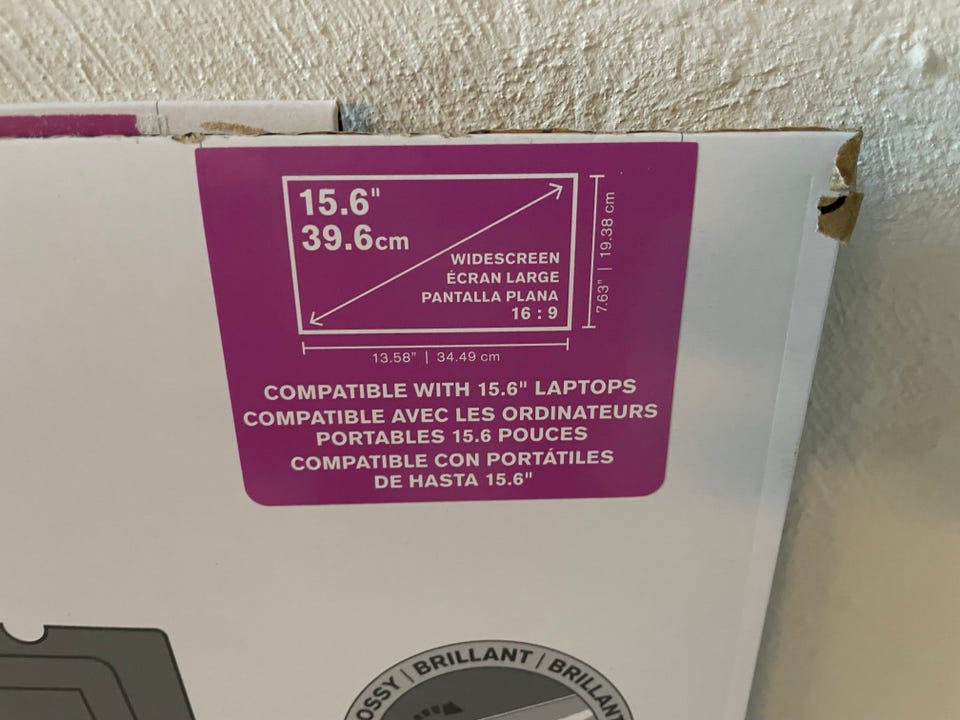 15.6"
39.6cm
WIDESCREEN
ÉCRAN LARGE
PANTALLA PLANA
16 : 9
7.63" | 19.38 cm
13.58" | 34.49 cm
COMPATIBLE WITH 15.6" LAPTOPS
COMPATIBLE AVEC LES ORDINATEURS
PORTABLES 15.6 POUCES
COMPATIBLE CON PORTÁTILES
DE HASTA 15.6"
OSSY | BRILLANT | BRILLANT